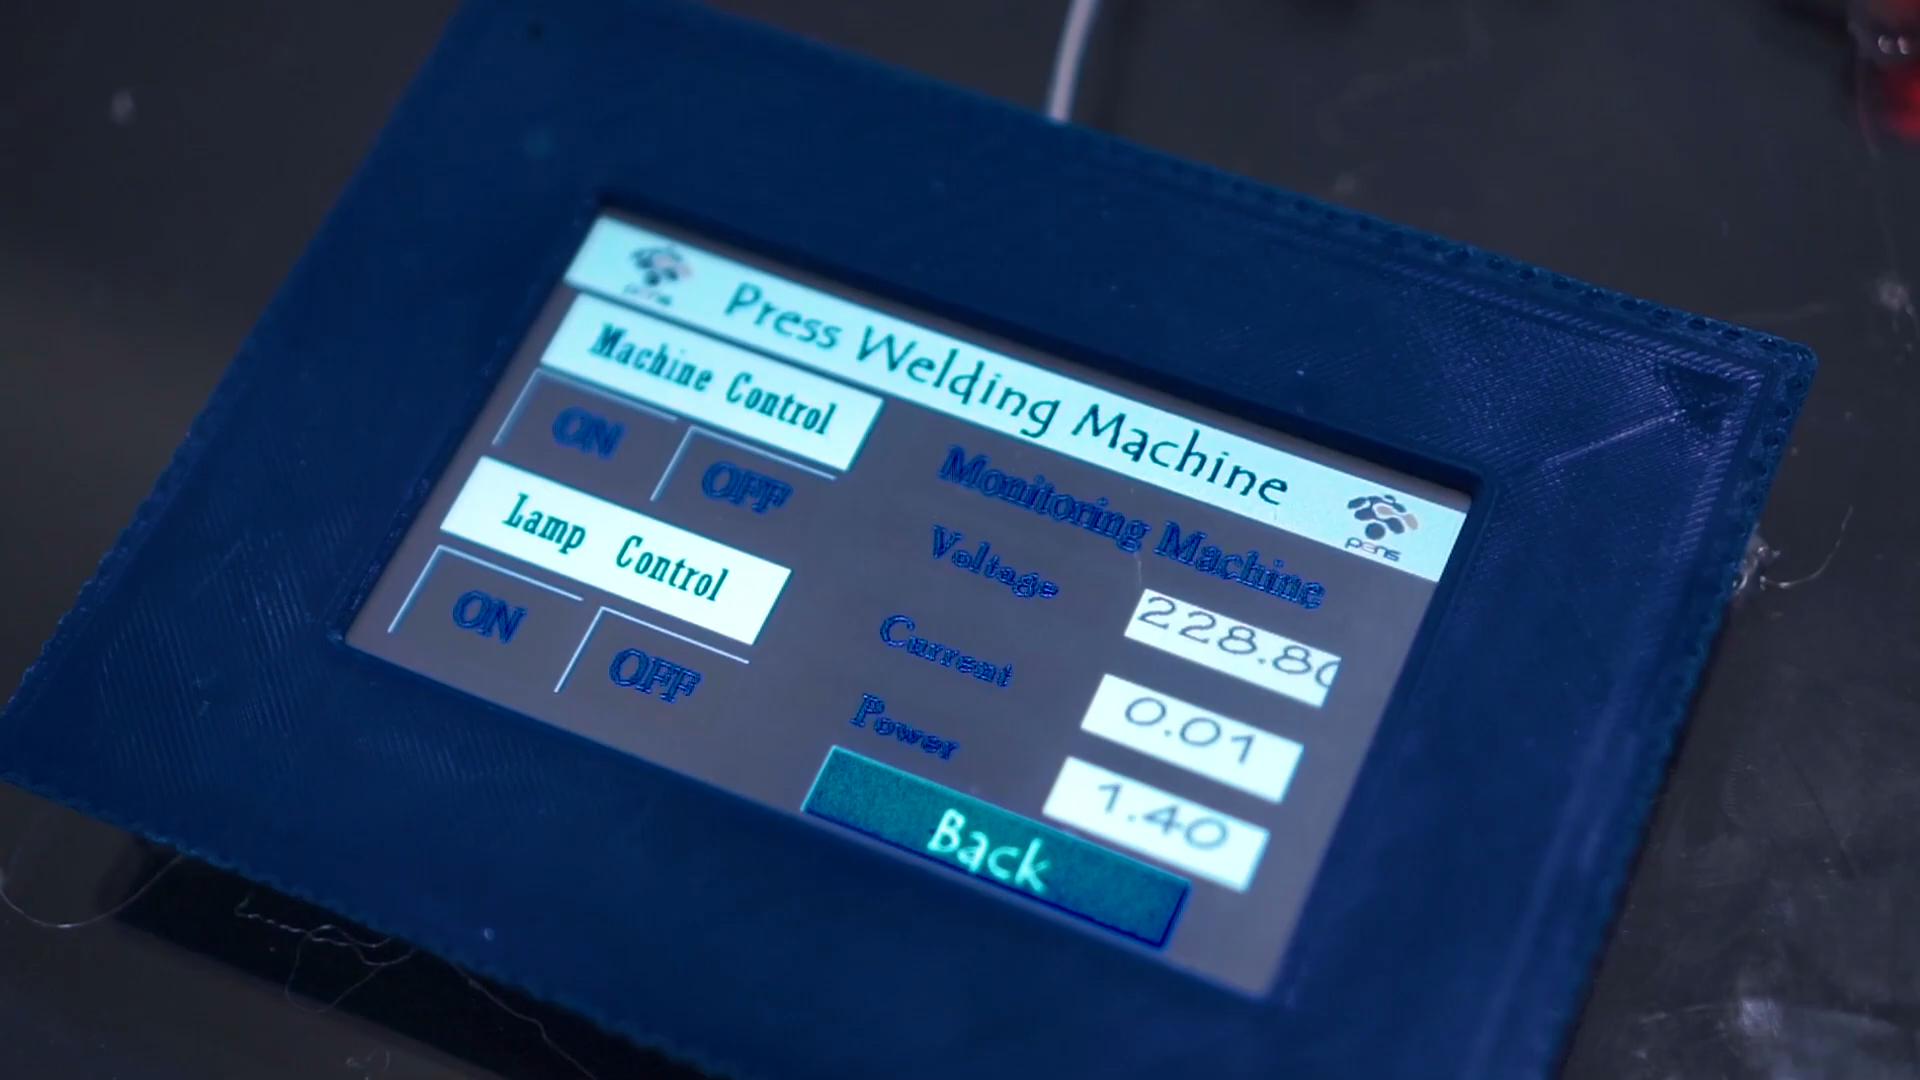 Press Welding Machine
pens
Machine Control
ON
OFF
Lamp Control
ON
OFF
Monitoring Machine
Voltage
228.80
Current
0.01
Power
1.40
Back